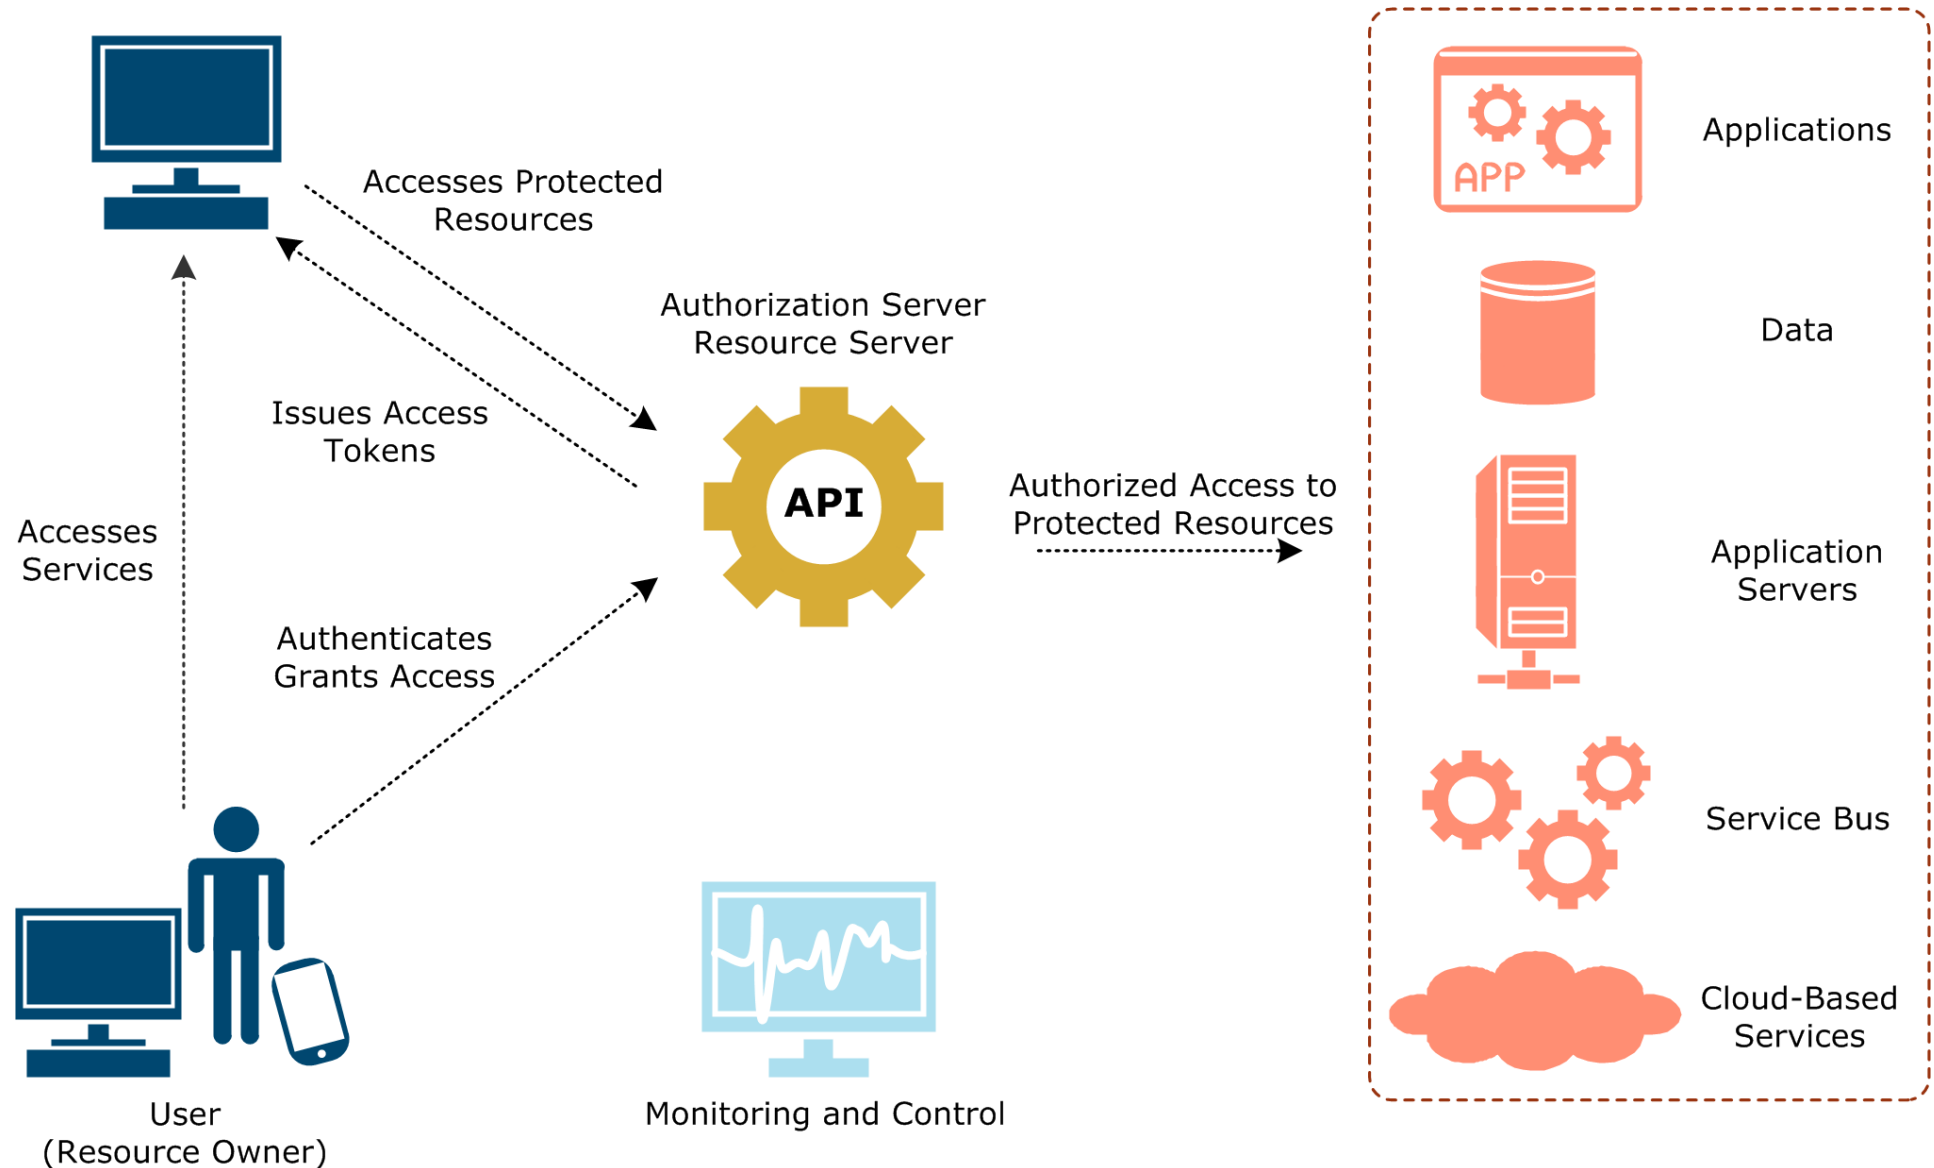 Accesses Protected
Resources
Authorization Server
Resource Server
Issues Access
Tokens
API
Accesses
Services
Authenticates
Grants Access
Authorized Access to
Protected Resources
User
(Resource Owner)
Monitoring and Control
APP
Applications
Data
Application
Servers
Service Bus
Cloud-Based
Services